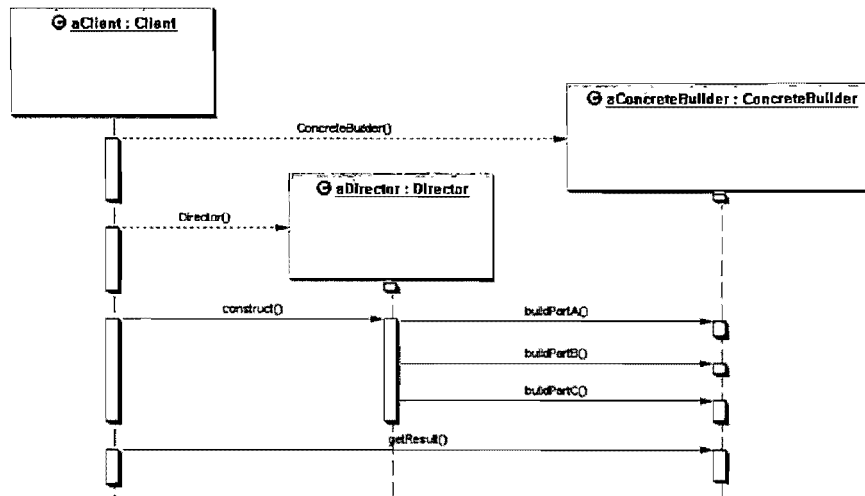 C aClient : Client
C aConcreteBuilder : ConcreteBuilder
ConcreteBuilder()
C aDirector : Director
Director()
construct()
buildPartA()
buildPartB()
buildPartC()
getResult()